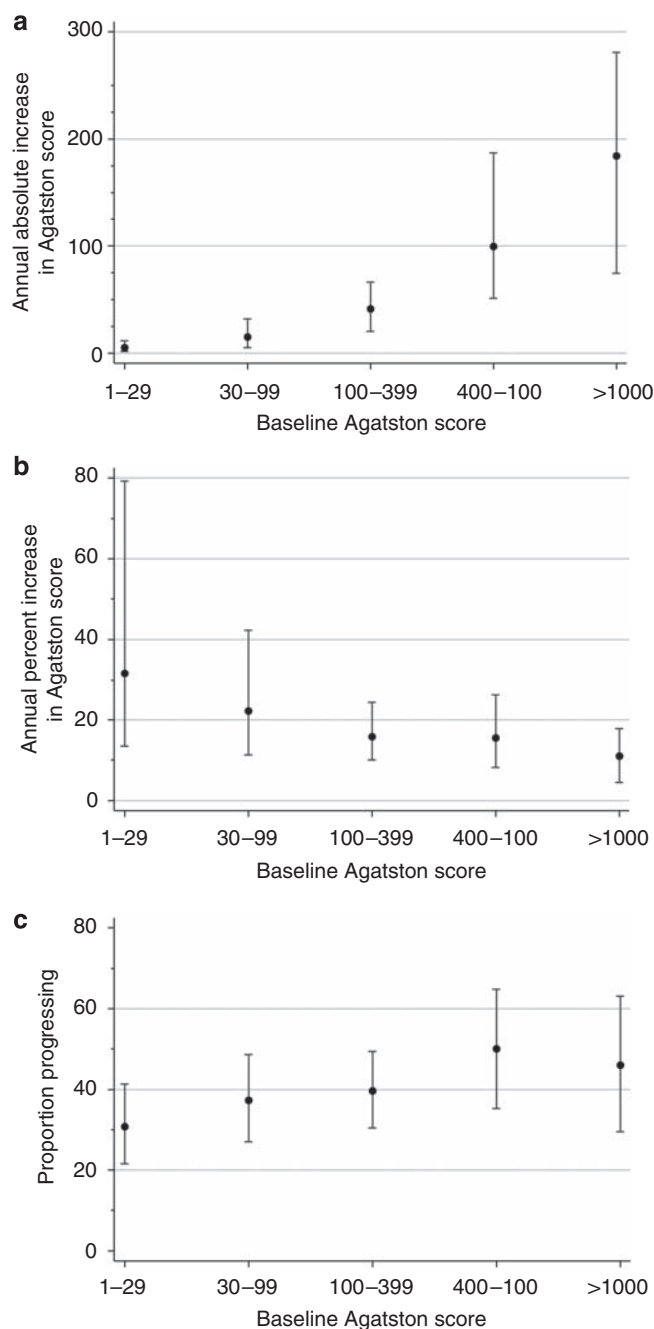 a
Annual absolute increase
in Agatston score
300
200
100
0
1–29 30–99 100–399 400–100 >1000
Baseline Agatston score
b
Annual percent increase
in Agatston score
80
60
40
20
0
1–29 30–99 100–399 400–100 >1000
Baseline Agatston score
c
Proportion progressing
80
60
40
20
0
1–29 30–99 100–399 400–100 >1000
Baseline Agatston score